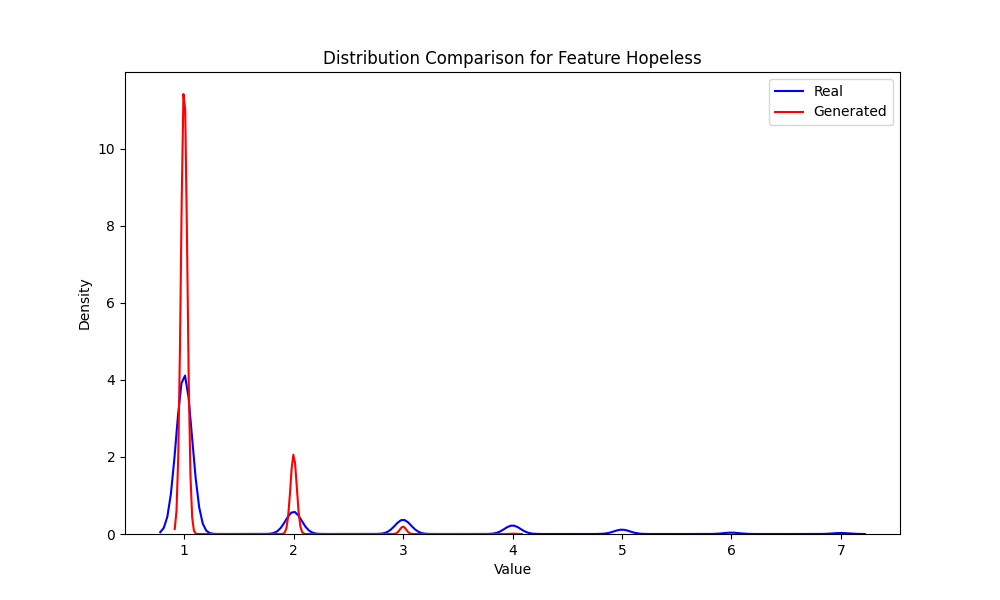 Distribution Comparison for Feature Hopeless
Real
Generated
Density
10
8
6
4
2
0
1 2 3 4 5 6 7
Value